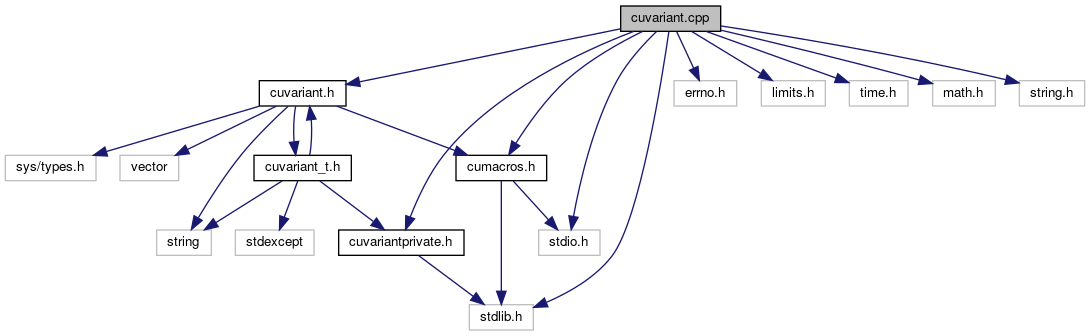 cuvariant.cpp
cuvariant.h
errno.h
limits.h
time.h
math.h
string.h
sys/types.h
vector
cuvariant_t.h
cumacros.h
string
stdexcept
cuvariantprivate.h
stdio.h
stdlib.h